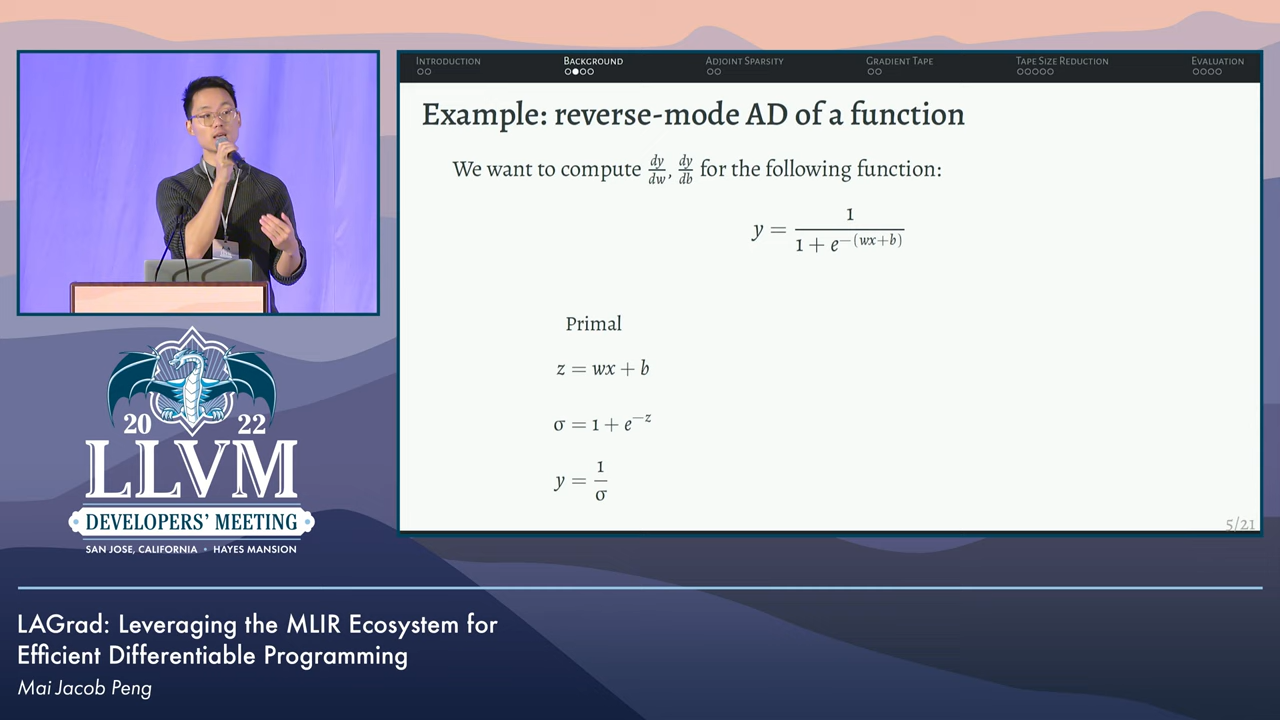 INTRODUCTION
BACKGROUND
ADJOINT SPARSITY
GRADIENT TAPE
TAPE SIZE REDUCTION
EVALUATION
Example: reverse-mode AD of a function
We want to compute dy/dw, dy/db for the following function:
y = 1/(1 + e^−(wx+b))
Primal
z = wx + b
σ = 1 + e^−z
y = 1/σ
5/21
20 22
LLVM
DEVELOPERS' MEETING
SAN JOSE, CALIFORNIA • HAYES MANSION
LAGrad: Leveraging the MLIR Ecosystem for
Efficient Differentiable Programming
Mai Jacob Peng